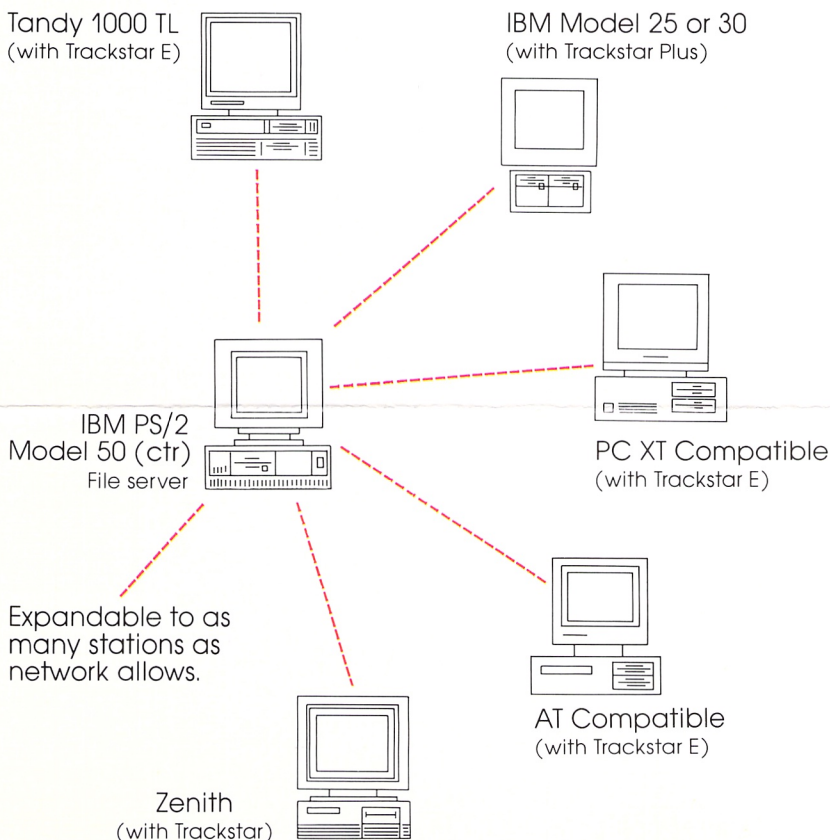 Tandy 1000 TL
(with Trackstar E)
IBM Model 25 or 30
(with Trackstar Plus)
IBM PS/2
Model 50 (ctr)
File server
PC XT Compatible
(with Trackstar E)
Expandable to as
many stations as
network allows.
AT Compatible
(with Trackstar E)
Zenith
(with Trackstar)